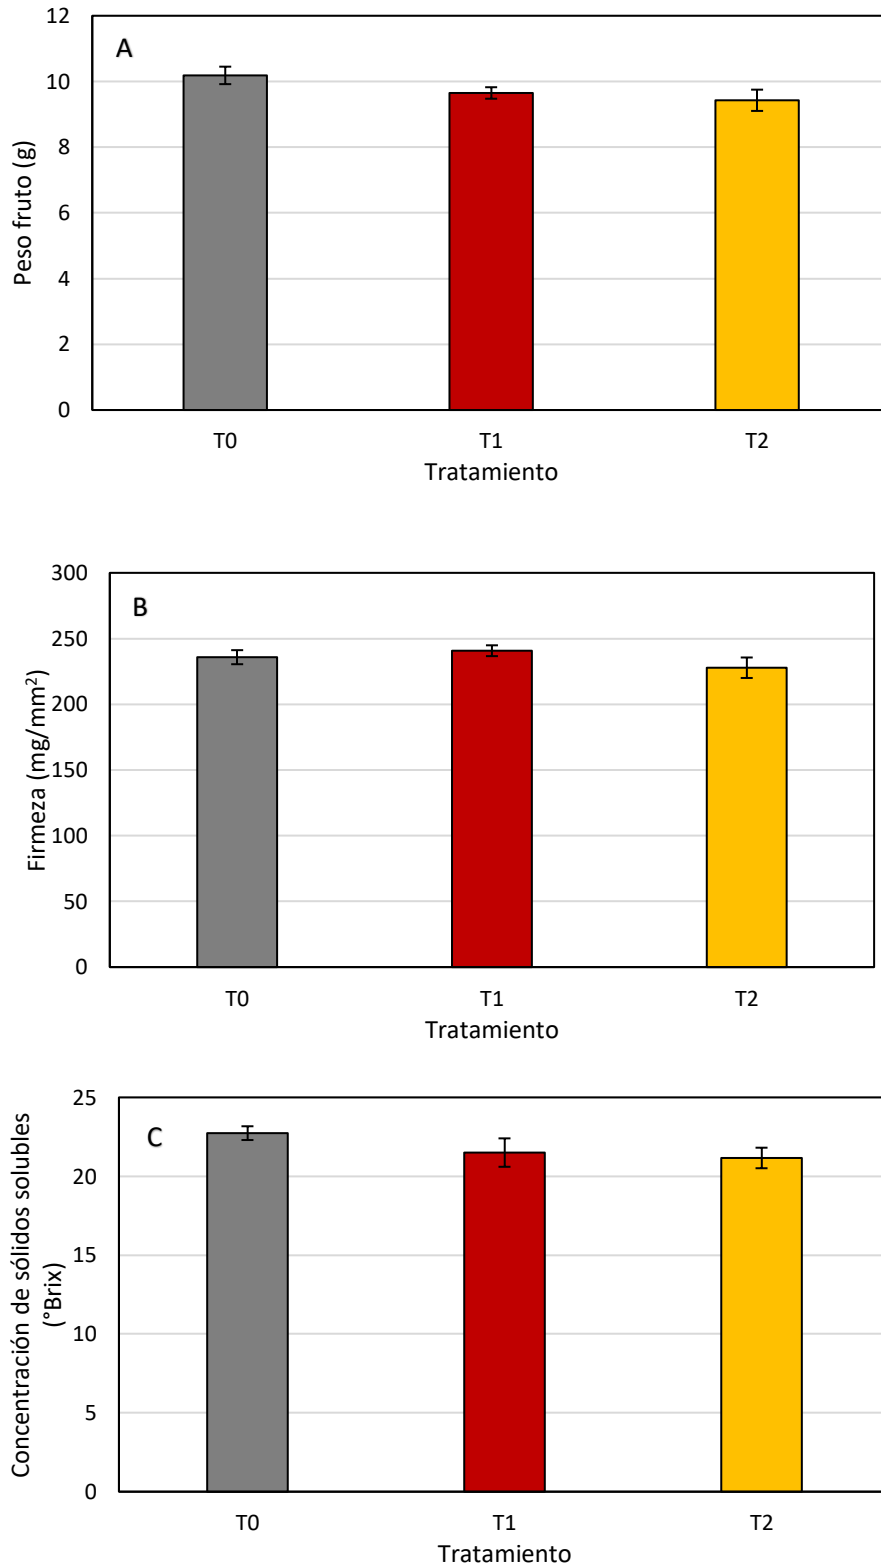 12
A
10
8
6
4
2
0
Peso fruto (g)
T0 T1 T2
Tratamiento
300
B
250
200
150
100
50
0
Firmeza (mg/mm²)
T0 T1 T2
Tratamiento
25
C
20
15
10
5
0
Concentración de sólidos solubles
(°Brix)
T0 T1 T2
Tratamiento